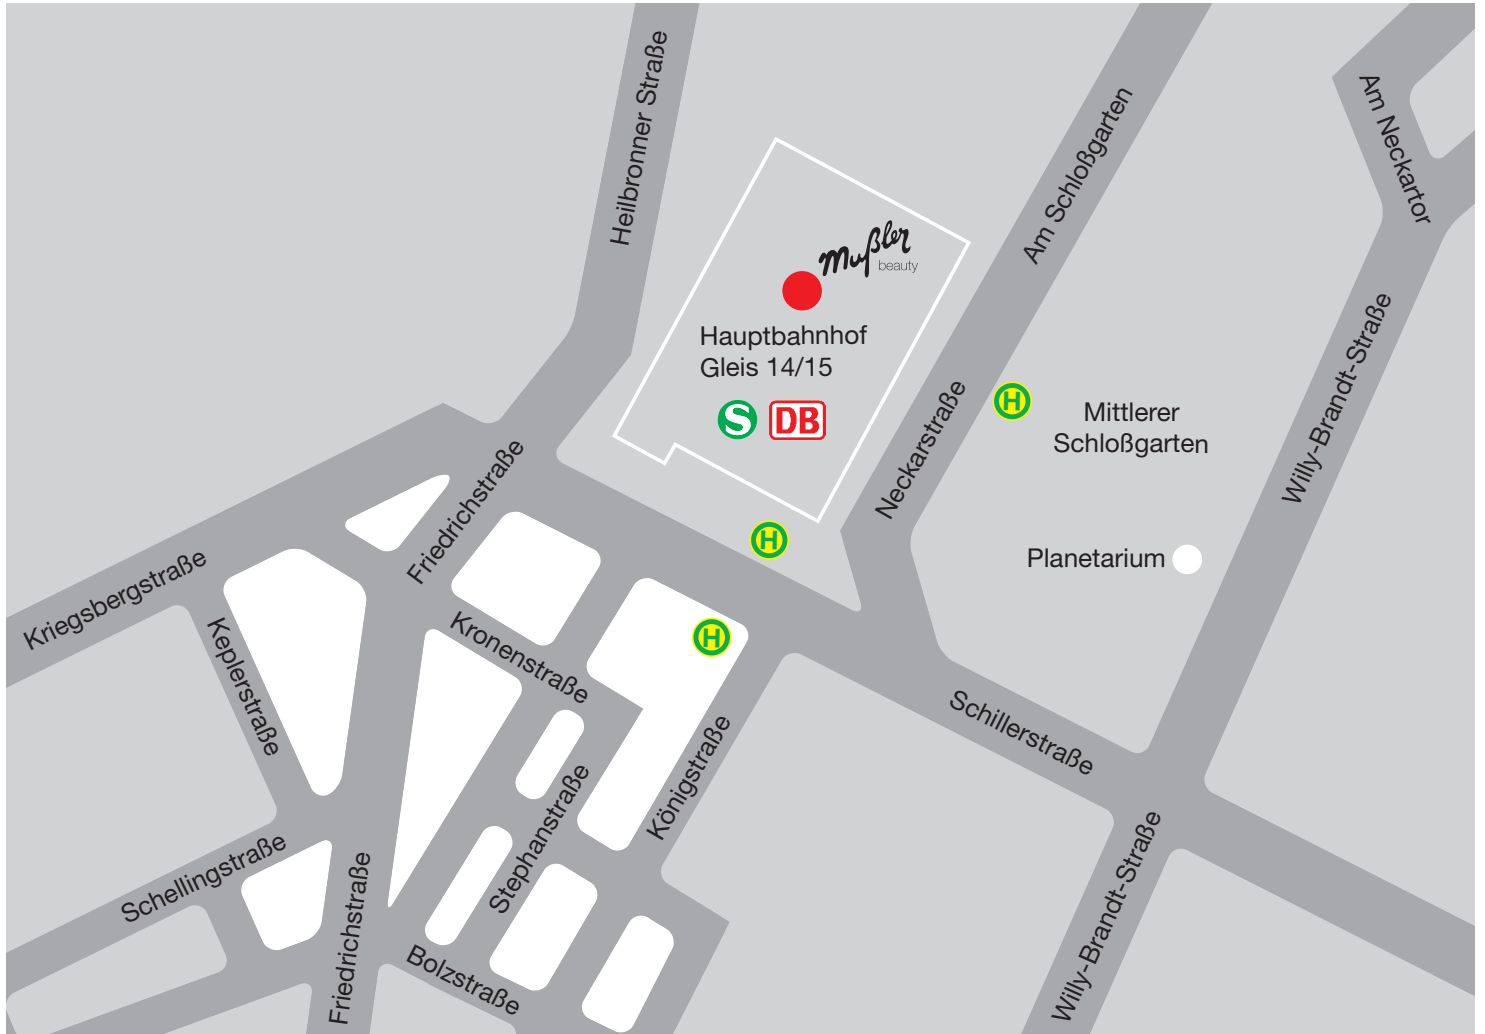 Heilbronner Straße
Am Schloßgarten
Am Neckartor
Mußler
beauty
Hauptbahnhof
Gleis 14/15
S
DB
H
Neckarstraße
Mittlerer
Schloßgarten
Willy-Brandt-Straße
Friedrichstraße
H
Planetarium
Kriegsbergstraße
Keplerstraße
Kronenstraße
H
Königstraße
Schillerstraße
Stephanstraße
Schellingstraße
Friedrichstraße
Bolzstraße
Willy-Brandt-Straße